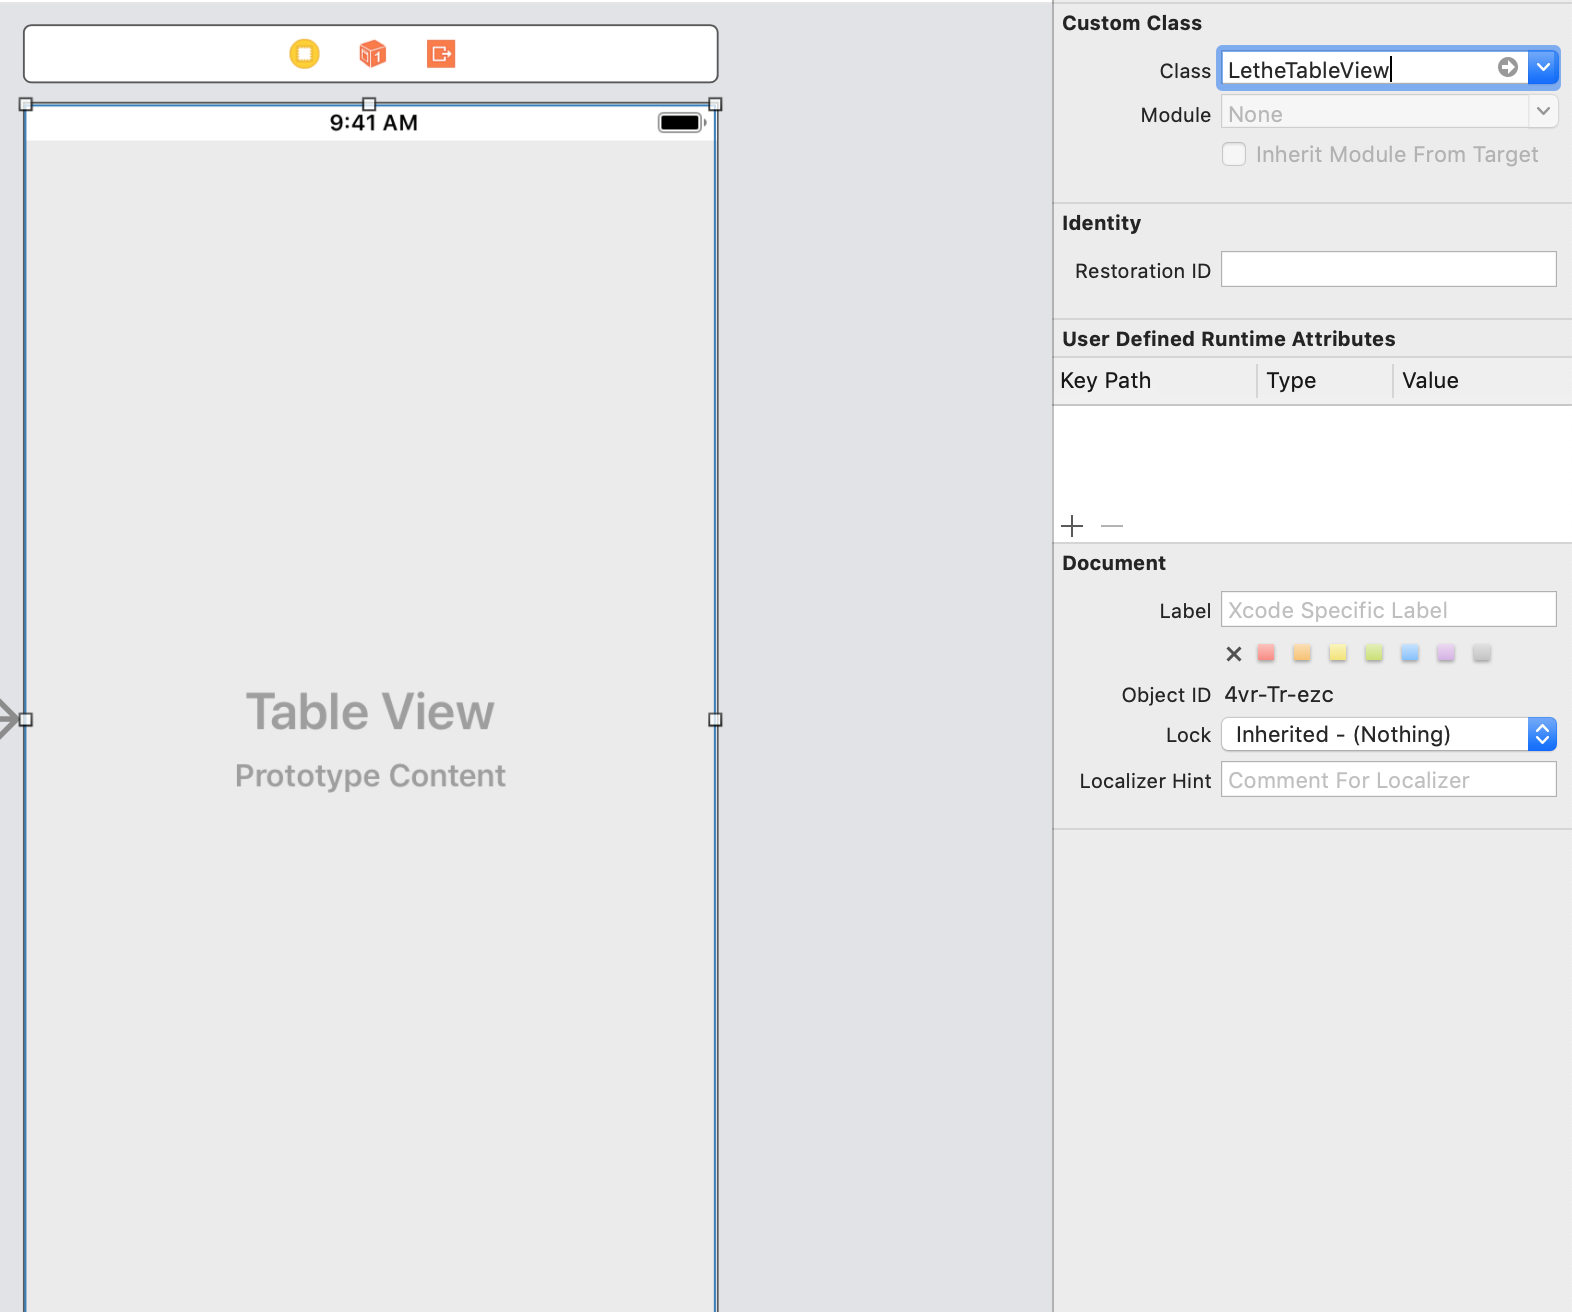 9:41 AM
Table View
Prototype Content
Custom Class
Class LetheTableView
Module None
Inherit Module From Target
Identity
Restoration ID
User Defined Runtime Attributes
Key Path Type Value
Document
Label Xcode Specific Label
Object ID 4vr-Tr-ezc
Lock Inherited - (Nothing)
Localizer Hint Comment For Localizer